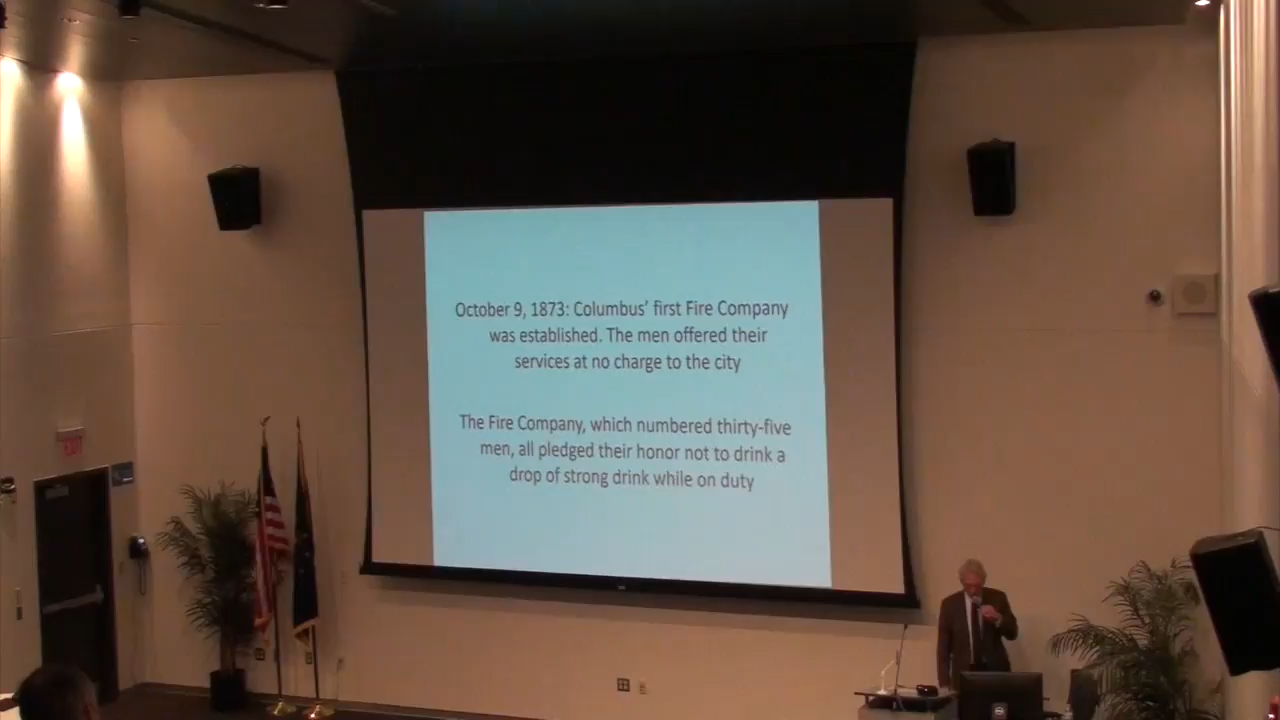 October 9, 1873: Columbus' first Fire Company
was established. The men offered their
services at no charge to the city
The Fire Company, which numbered thirty-five
men, all pledged their honor not to drink a
drop of strong drink while on duty
EXIT